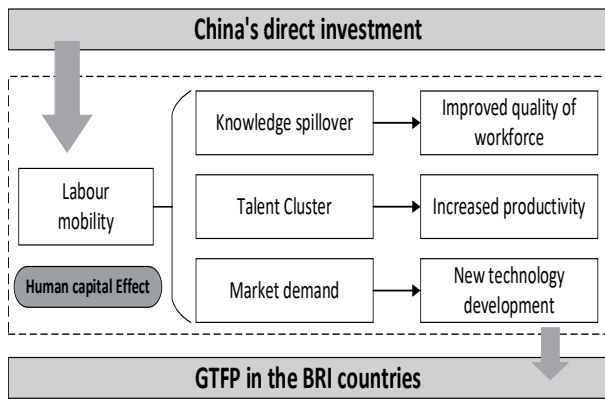 China's direct investment
Knowledge spillover
Improved quality of
workforce
Labour
mobility
Talent Cluster
Increased productivity
Human capital Effect
Market demand
New technology
development
GTFP in the BRI countries